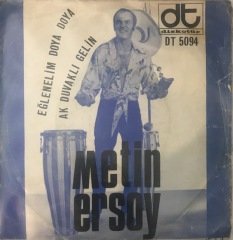 EĞLENELİM DOYA DOYA
AK DUVAKLI GELİN
dt
diskotür
DT 5094
metin
ersoy